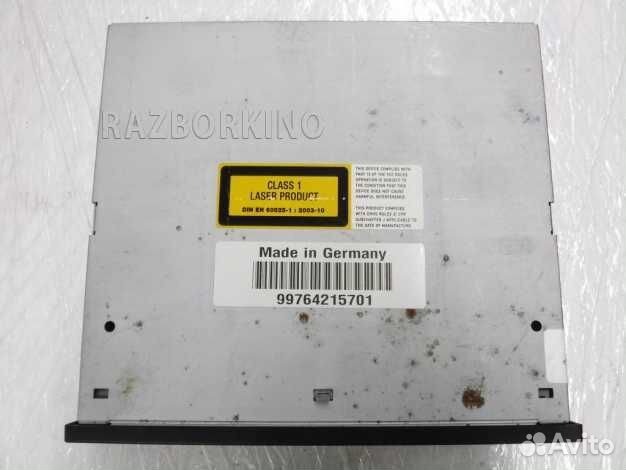 RAZBORKINO
CLASS 1
LASER PRODUCT
DIN EN 60825-1 : 2003-10
THIS DEVICE COMPLIES WITH
PART 15 OF THE FCC RULES
OPERATION IS SUBJECT TO
THE CONDITION THAT THIS
DEVICE DOES NOT CAUSE
HARMFUL INTERFERENCE.
THIS PRODUCT COMPLIES
WITH DHHS RULES 21 CFR
SUBCHAPTER J APPLICABLE TO
THE DATE OF MANUFACTURE
Made in Germany
99764215701
Avito